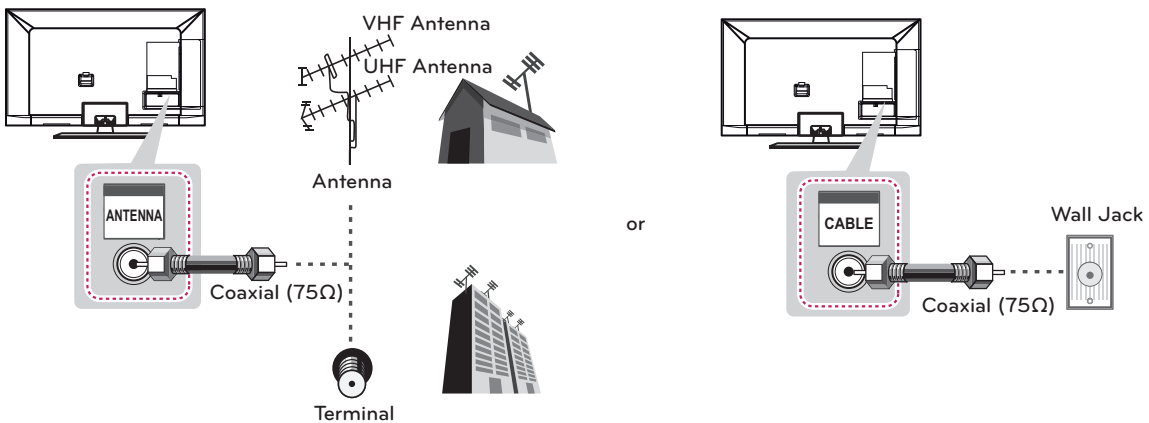 VHF Antenna
UHF Antenna
Antenna
ANTENNA
Coaxial (75Ω)
Terminal
or
CABLE
Wall Jack
Coaxial (75Ω)